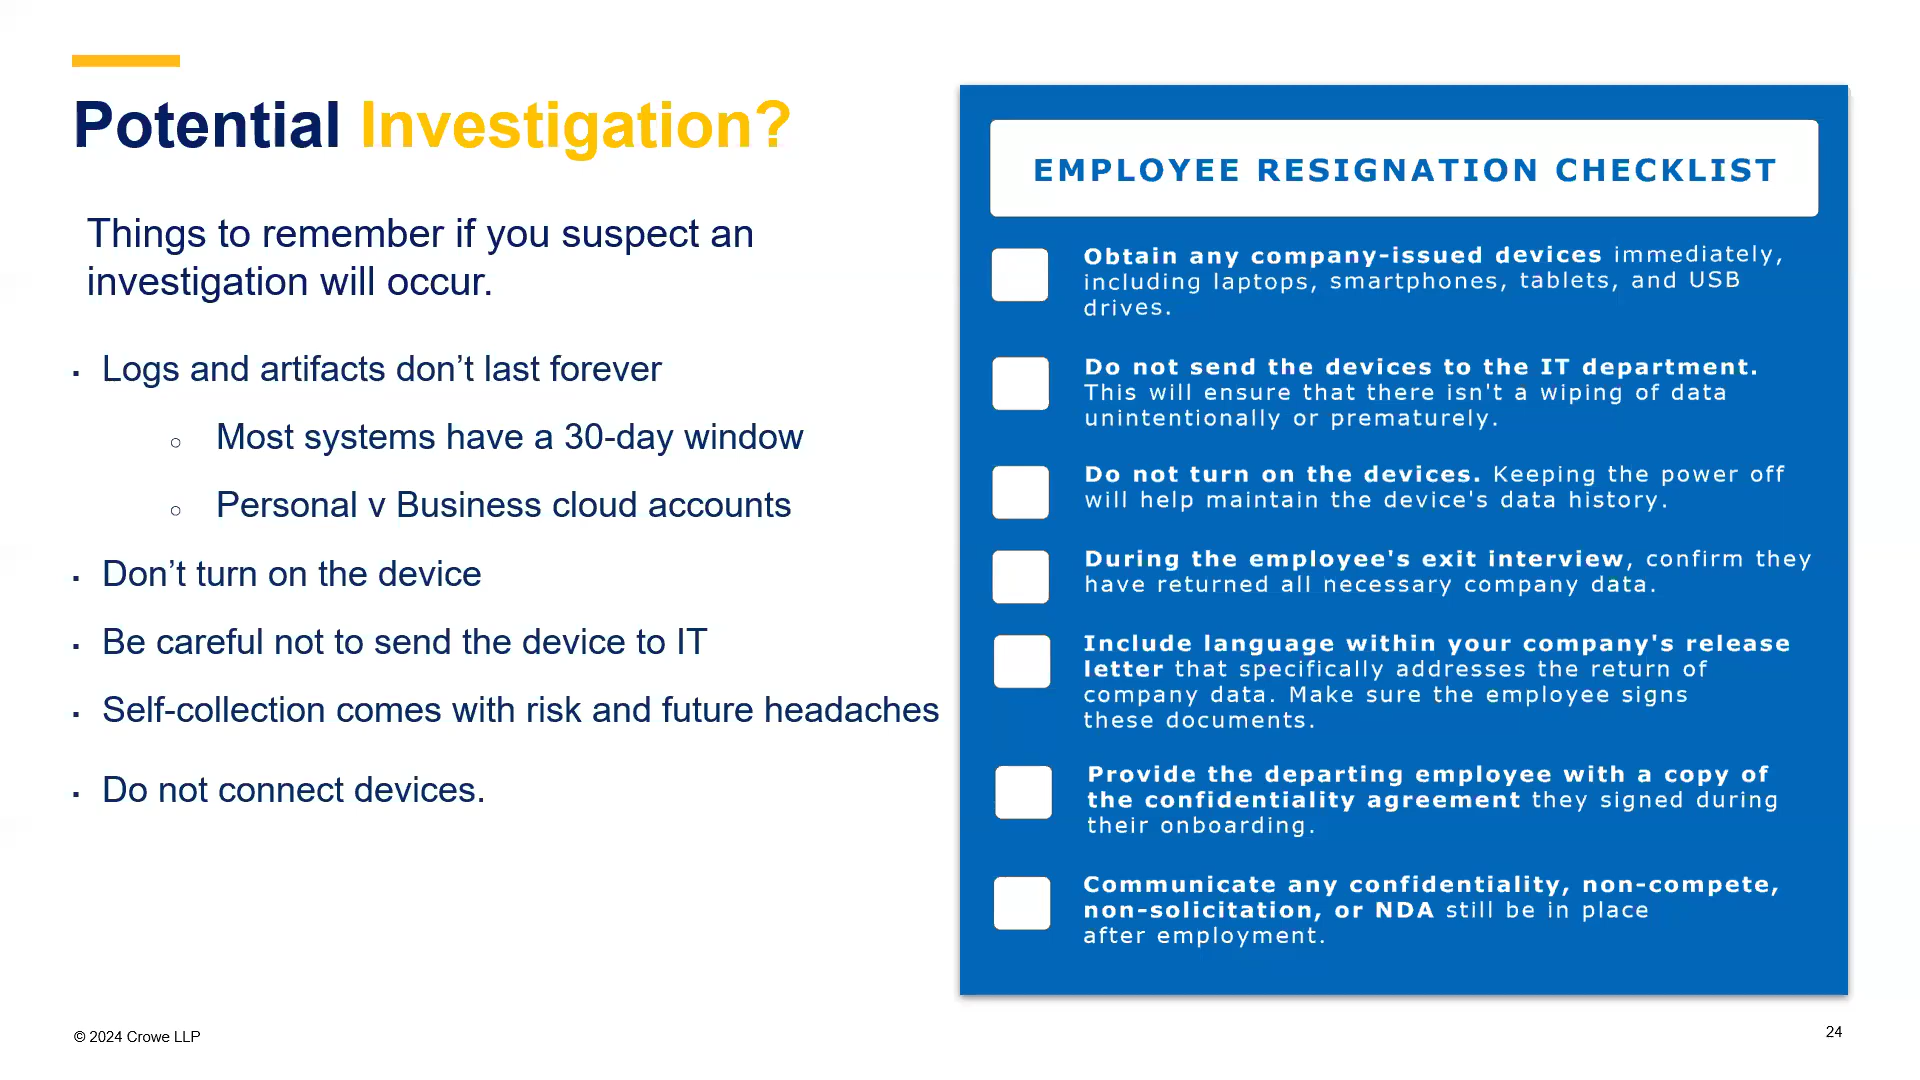 Potential Investigation?
Things to remember if you suspect an
investigation will occur.
▪ Logs and artifacts don’t last forever
○ Most systems have a 30-day window
○ Personal v Business cloud accounts
▪ Don’t turn on the device
▪ Be careful not to send the device to IT
▪ Self-collection comes with risk and future headaches
▪ Do not connect devices.
EMPLOYEE RESIGNATION CHECKLIST
Obtain any company-issued devices immediately,
including laptops, smartphones, tablets, and USB
drives.
Do not send the devices to the IT department.
This will ensure that there isn't a wiping of data
unintentionally or prematurely.
Do not turn on the devices. Keeping the power off
will help maintain the device's data history.
During the employee's exit interview, confirm they
have returned all necessary company data.
Include language within your company's release
letter that specifically addresses the return of
company data. Make sure the employee signs
these documents.
Provide the departing employee with a copy of
the confidentiality agreement they signed during
their onboarding.
Communicate any confidentiality, non-compete,
non-solicitation, or NDA still be in place
after employment.
© 2024 Crowe LLP
24